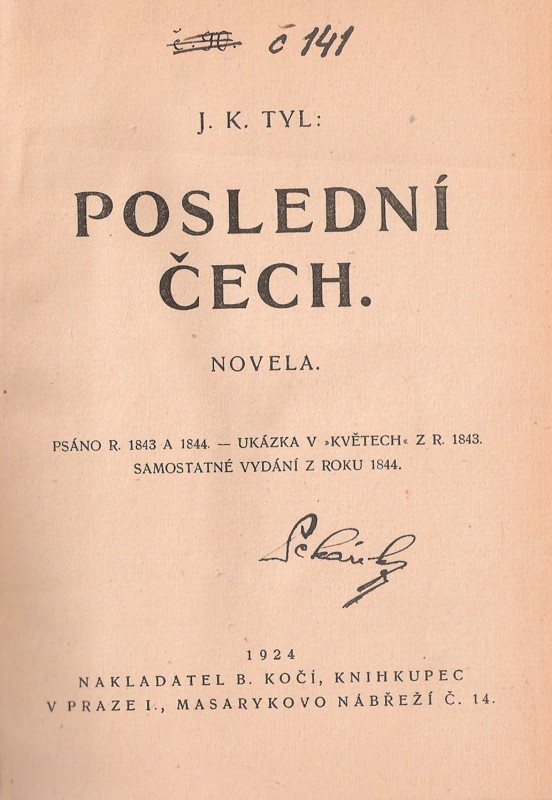 č. 90. č 141
J. K. TYL:
POSLEDNÍ
ČECH.
NOVELA.
PSÁNO R. 1843 A 1844. — UKÁZKA V »KVĚTECH« Z R. 1843.
SAMOSTATNÉ VYDÁNÍ Z ROKU 1844.
1924
NAKLADATEL B. KOČÍ, KNIHKUPEC
V PRAZE I., MASARYKOVO NÁBŘEŽÍ Č. 14.